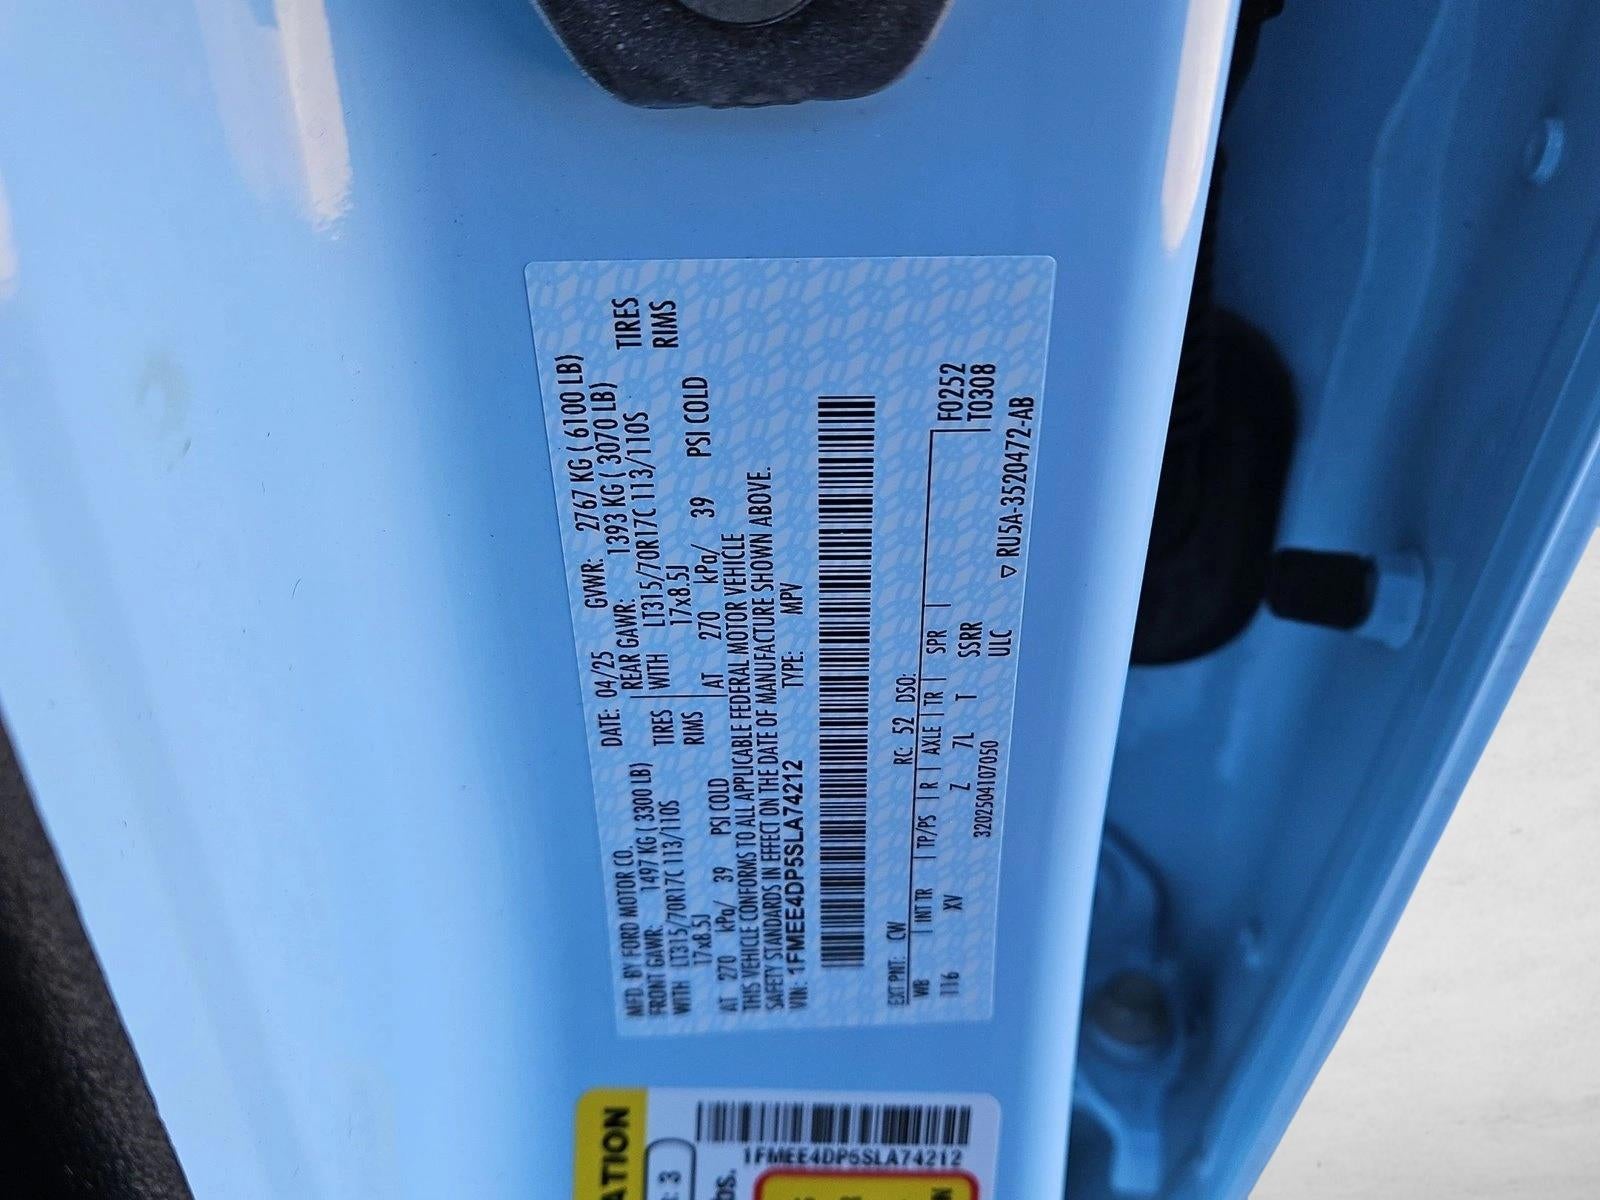 MFD. BY FORD MOTOR CO. DATE: 04/25 GVWR: 2767 KG ( 6100 LB)
FRONT GAWR: 1497 KG ( 3300 LB) REAR GAWR: 1393 KG ( 3070 LB)
WITH LT315/70R17C 113/110S TIRES WITH LT315/70R17C 113/110S TIRES
17x8.5J RIMS 17x8.5J RIMS
AT 270 kPa/ 39 PSI COLD AT 270 kPa/ 39 PSI COLD
THIS VEHICLE CONFORMS TO ALL APPLICABLE FEDERAL MOTOR VEHICLE
SAFETY STANDARDS IN EFFECT ON THE DATE OF MANUFACTURE SHOWN ABOVE.
VIN: 1FMEE4DP5SLA74212 TYPE: MPV
EXT PNT: CW RC: 52 DSO:
WB | INT TR | TP/PS | R | AXLE | TR | SPR | F0252
116 XV Z 7L T SSRR T0308
3202504107050 ULC
▽ RU5A-3520472-AB
ATION
: 3
bs.
1FMEE4DP5SLA74212